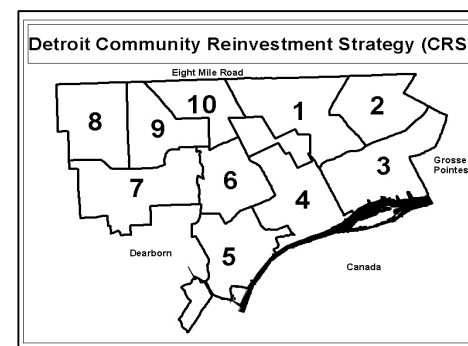 Detroit Community Reinvestment Strategy (CRS
Eight Mile Road
10
1
2
8
9
3
Grosse
Pointes
6
7
4
Dearborn
5
Canada